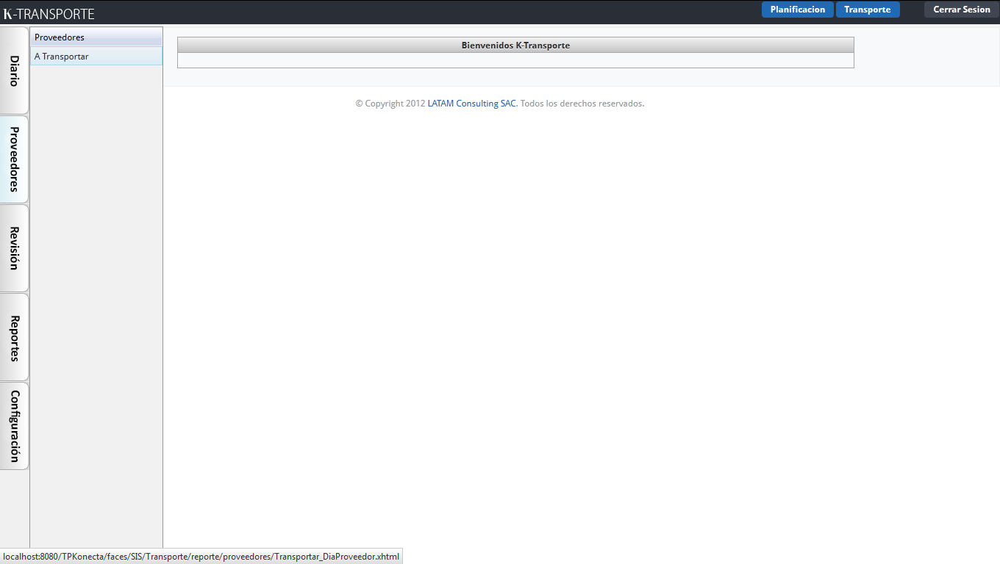 K-TRANSPORTE
Planificacion
Transporte
Cerrar Sesion
Diario
Proveedores
Revisión
Reportes
Configuración
Proveedores
A Transportar
Bienvenidos K-Transporte
© Copyright 2012 LATAM Consulting SAC. Todos los derechos reservados.
localhost:8080/TPKonecta/faces/SIS/Transporte/reporte/proveedores/Transportar_DiaProveedor.xhtml